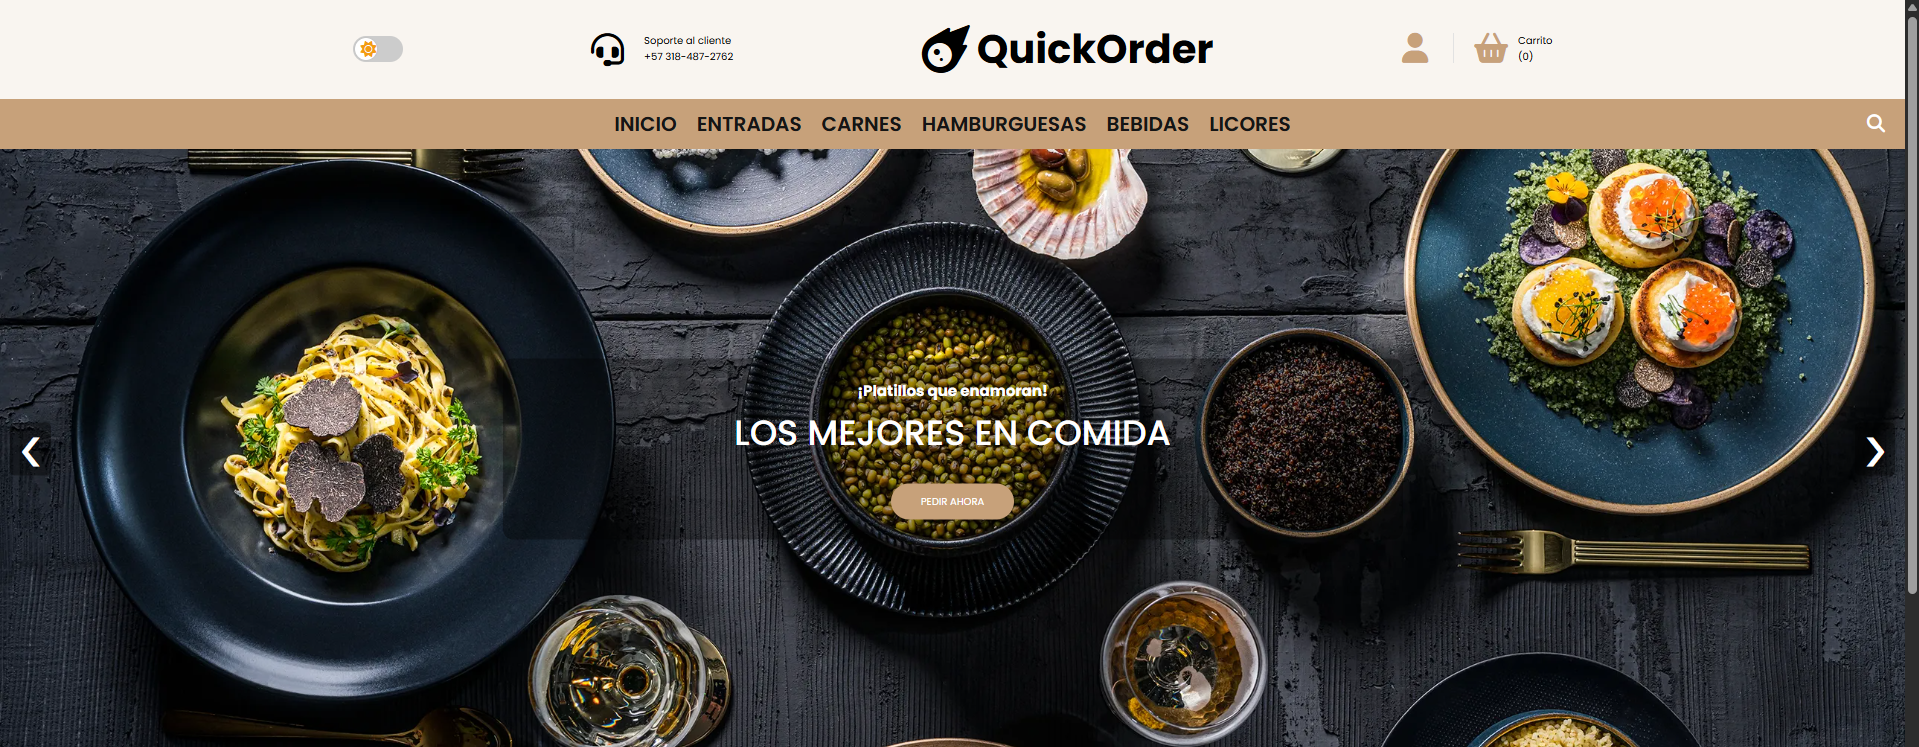 Soporte al cliente
+57 318-487-2762
QuickOrder
Carrito
(0)
INICIO ENTRADAS CARNES HAMBURGUESAS BEBIDAS LICORES
¡Platillos que enamoran!
LOS MEJORES EN COMIDA
PEDIR AHORA